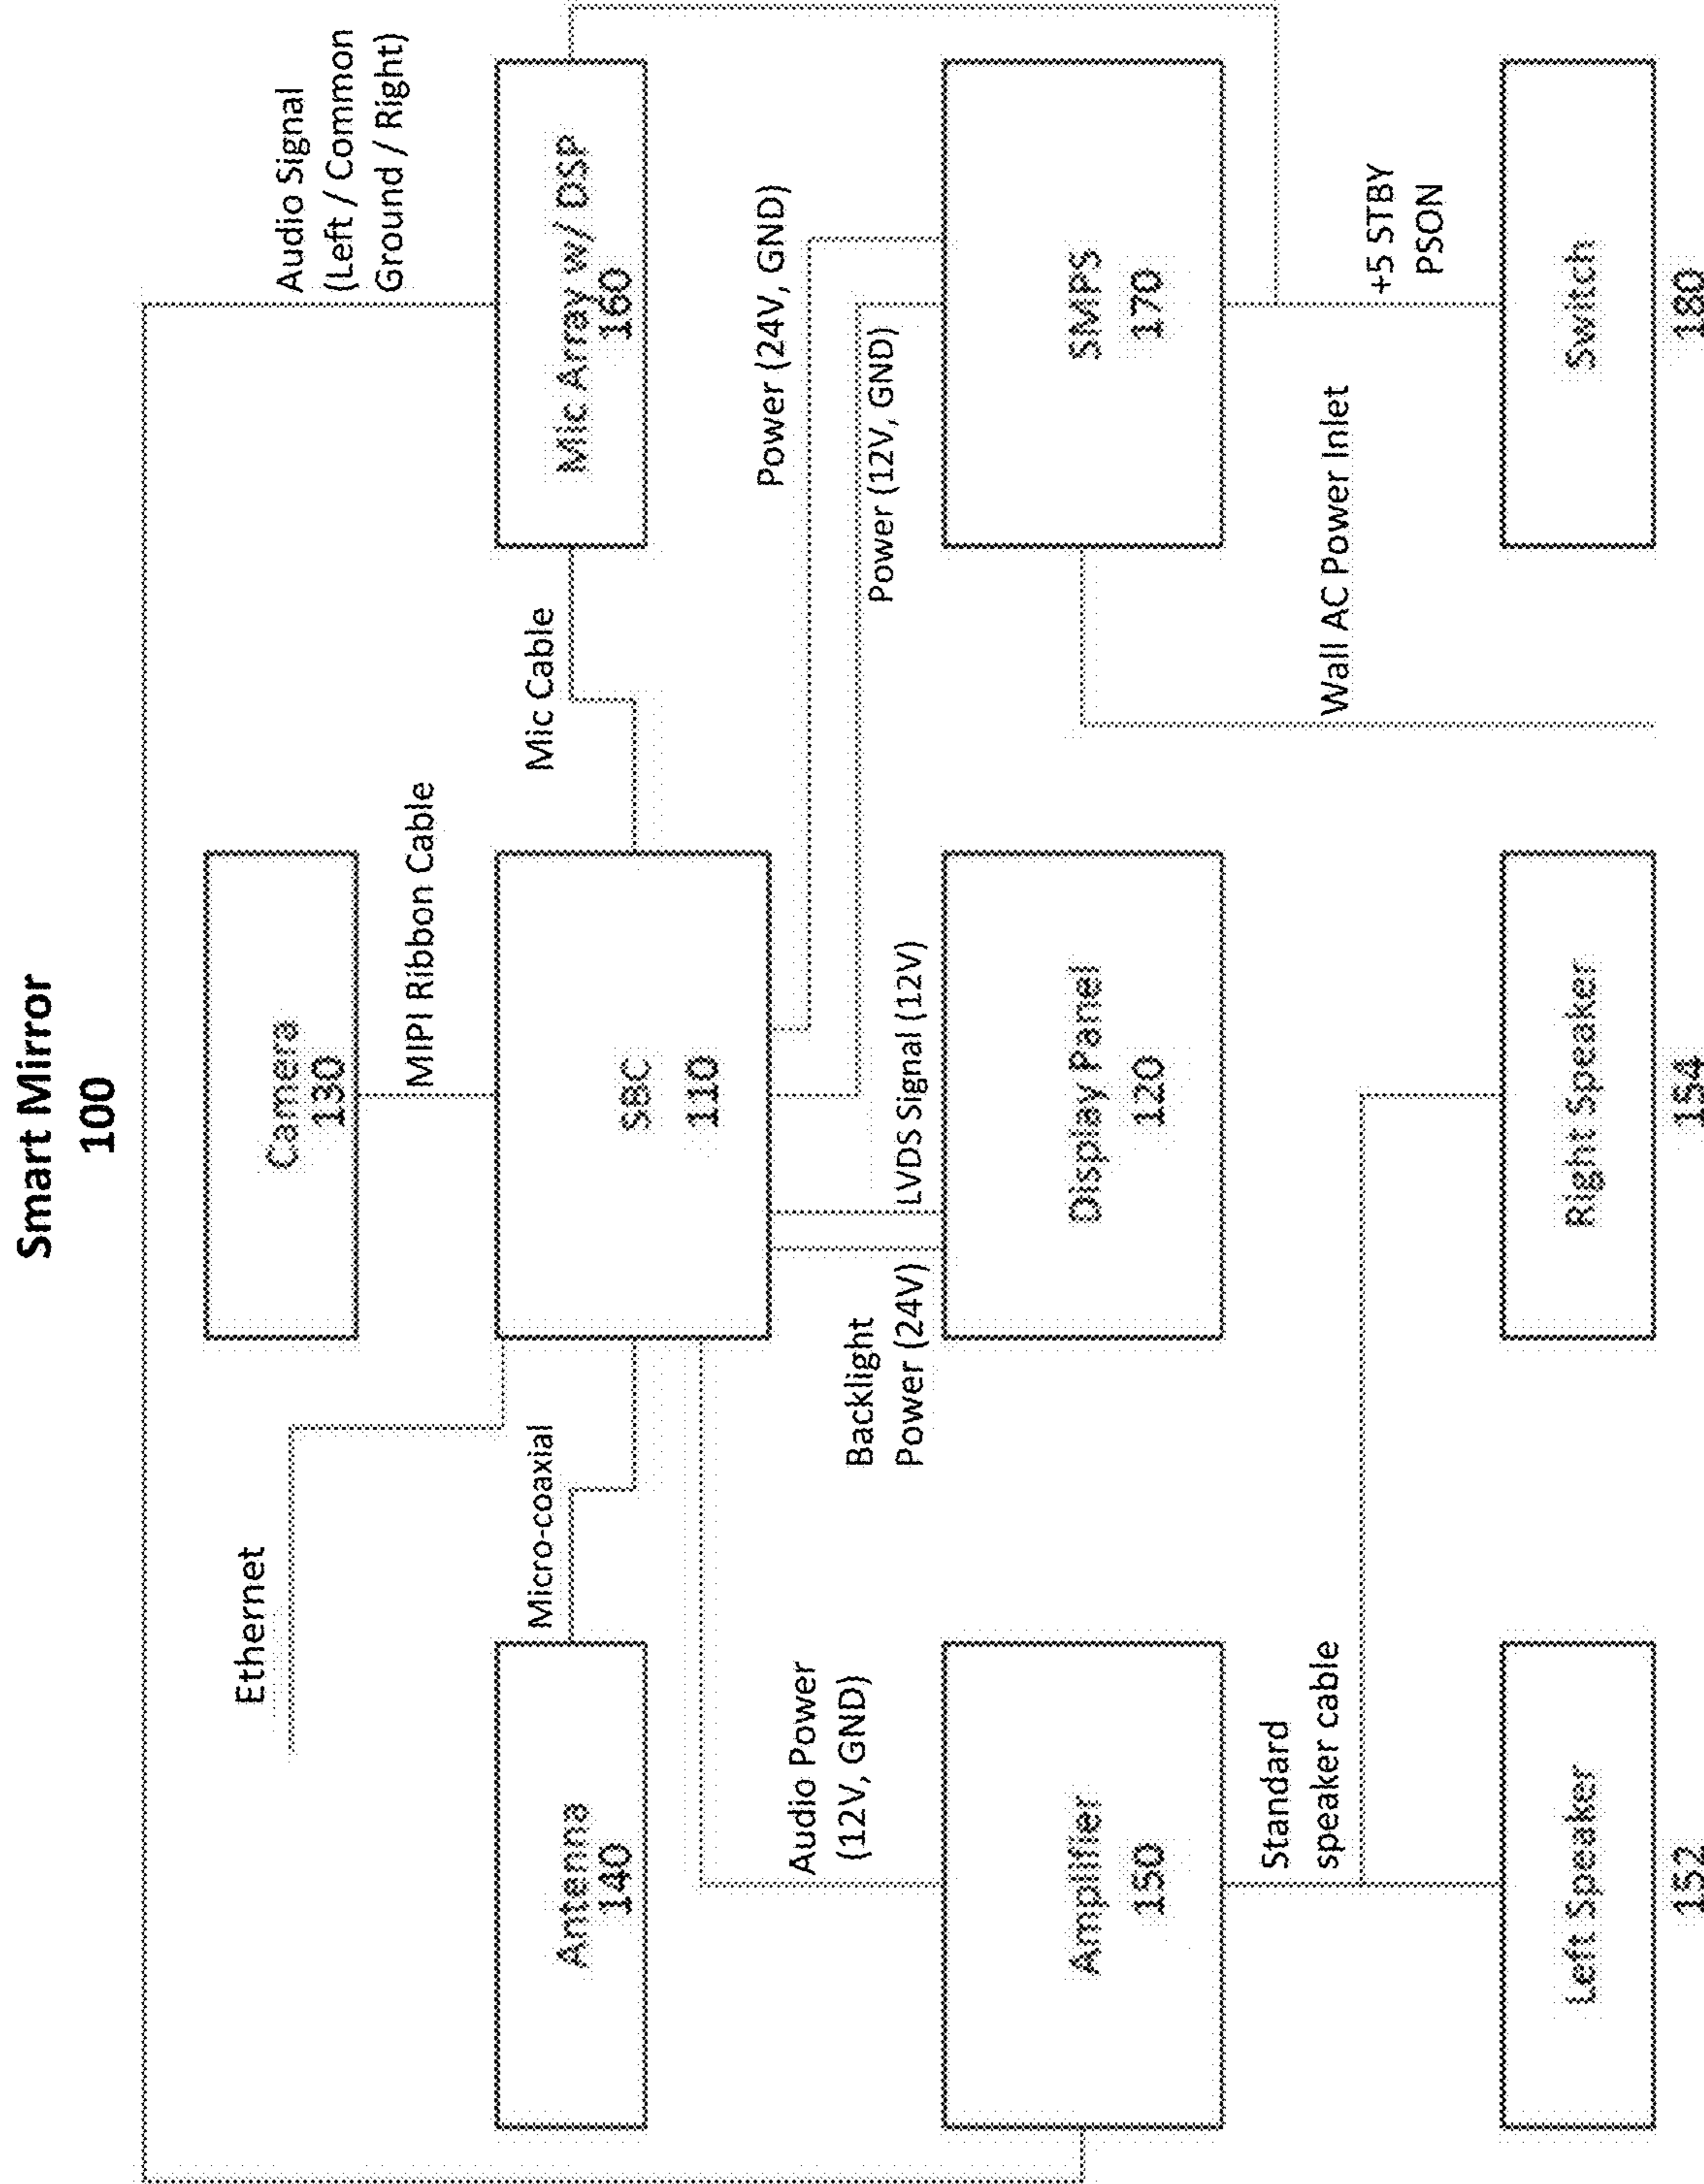 Smart Mirror
100
Audio Signal
(Left / Common
Ground / Right)
Ethernet
Camera
130
MIPI Ribbon Cable
Micro-coaxial
Mic Cable
Antenna
140
SBC
110
Mic Array w/ DSP
160
Audio Power
(12V, GND)
Backlight
Power (24V)
LVDS Signal (12V)
Power (24V, GND)
Power (12V, GND)
Amplifier
150
Display Panel
120
SMPS
170
Standard
speaker cable
Wall AC Power Inlet
+5 STBY
PSON
Left Speaker
152
Right Speaker
154
Switch
180